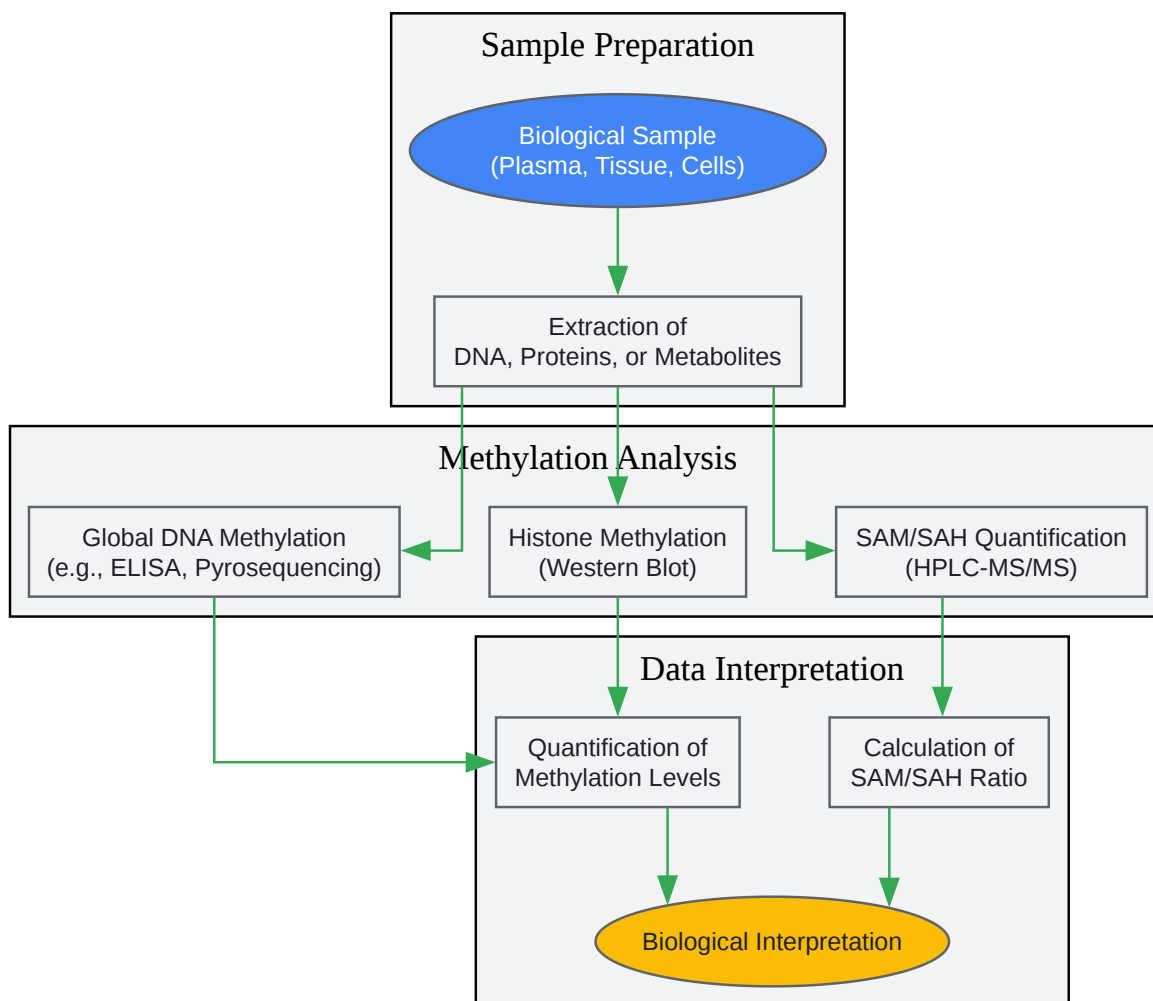 Sample Preparation
Biological Sample
(Plasma, Tissue, Cells)
Extraction of
DNA, Proteins, or Metabolites
Methylation Analysis
Global DNA Methylation
(e.g., ELISA, Pyrosequencing)
Histone Methylation
(Western Blot)
SAM/SAH Quantification
(HPLC-MS/MS)
Data Interpretation
Quantification of
Methylation Levels
Calculation of
SAM/SAH Ratio
Biological Interpretation